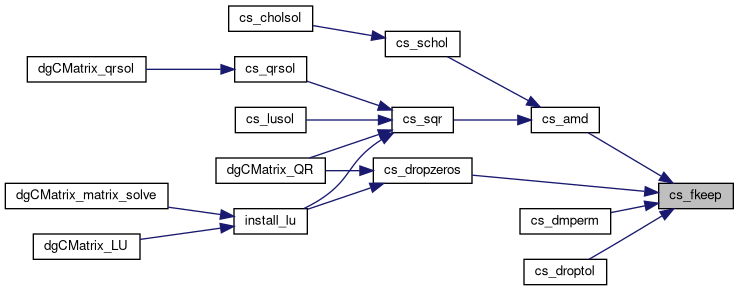 cs_cholsol
cs_schol
dgCMatrix_qrsol
cs_qrsol
cs_lusol
cs_sqr
cs_amd
dgCMatrix_QR
cs_dropzeros
cs_fkeep
dgCMatrix_matrix_solve
install_lu
cs_dmperm
dgCMatrix_LU
cs_droptol